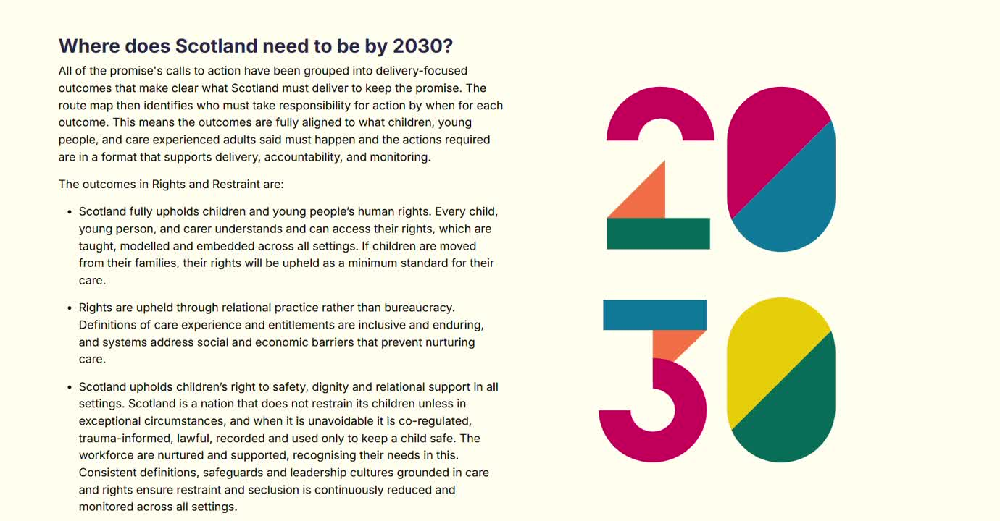 Where does Scotland need to be by 2030?
All of the promise's calls to action have been grouped into delivery-focused
outcomes that make clear what Scotland must deliver to keep the promise. The
route map then identifies who must take responsibility for action by when for each
outcome. This means the outcomes are fully aligned to what children, young
people, and care experienced adults said must happen and the actions required
are in a format that supports delivery, accountability, and monitoring.
The outcomes in Rights and Restraint are:
• Scotland fully upholds children and young people’s human rights. Every child,
young person, and carer understands and can access their rights, which are
taught, modelled and embedded across all settings. If children are moved
from their families, their rights will be upheld as a minimum standard for their
care.
• Rights are upheld through relational practice rather than bureaucracy.
Definitions of care experience and entitlements are inclusive and enduring,
and systems address social and economic barriers that prevent nurturing
care.
• Scotland upholds children’s right to safety, dignity and relational support in all
settings. Scotland is a nation that does not restrain its children unless in
exceptional circumstances, and when it is unavoidable it is co-regulated,
trauma-informed, lawful, recorded and used only to keep a child safe. The
workforce are nurtured and supported, recognising their needs in this.
Consistent definitions, safeguards and leadership cultures grounded in care
and rights ensure restraint and seclusion is continuously reduced and
monitored across all settings.
20
30